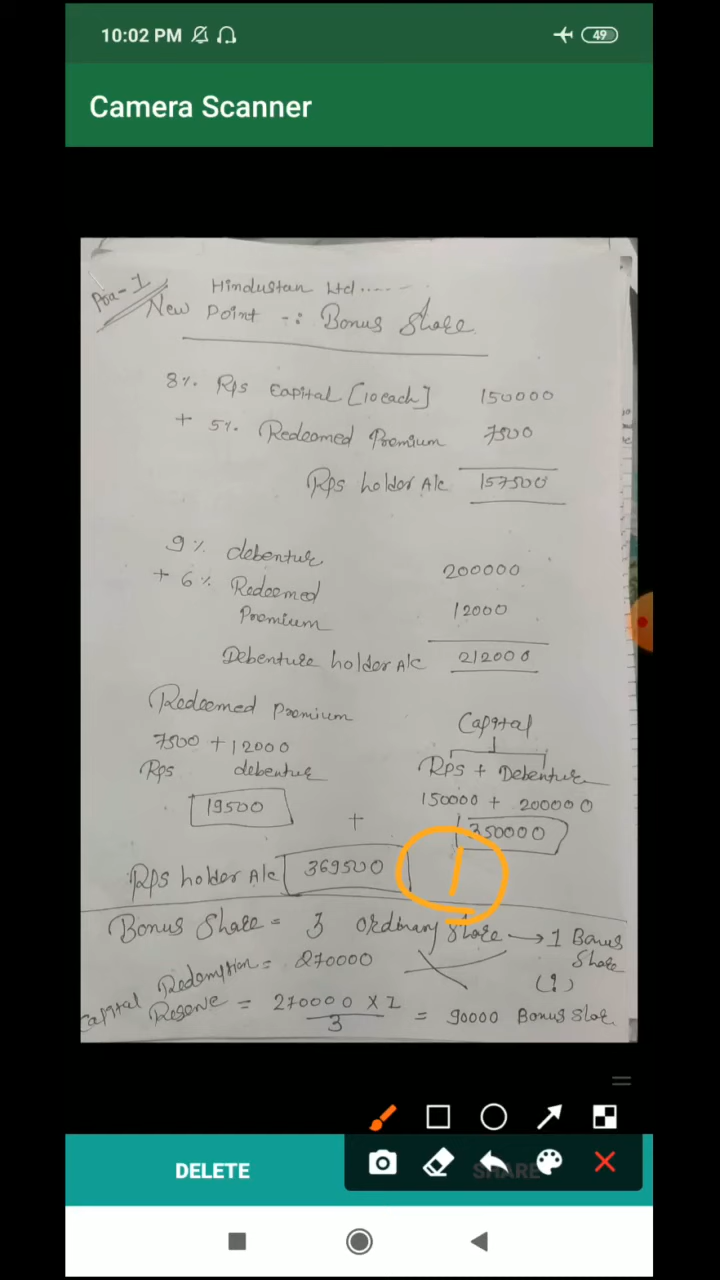 10:02 PM
49
Camera Scanner
Hindustan Ltd......
New Point -: Bonus Share
8%. Rps Capital [10 each] 150000
+ 5%. Redeemed Premium 7500
Rps holder A/c 157500
9% debenture 200000
+ 6%. Redeemed
Premium 12000
Debenture holder A/c 212000
Redeemed Premium
Capital
7500 + 12000
Rps debenture
Rps + Debenture
150000 + 200000
19500
+
350000
Rps holder A/c 369500
1
Bonus Share = 3 Ordinary Share → 1 Bonus
Share
(1)
Capital Redemption = 270000
Reserve = 270000 X 1
3
= 90000 Bonus
DELETE
SHARE